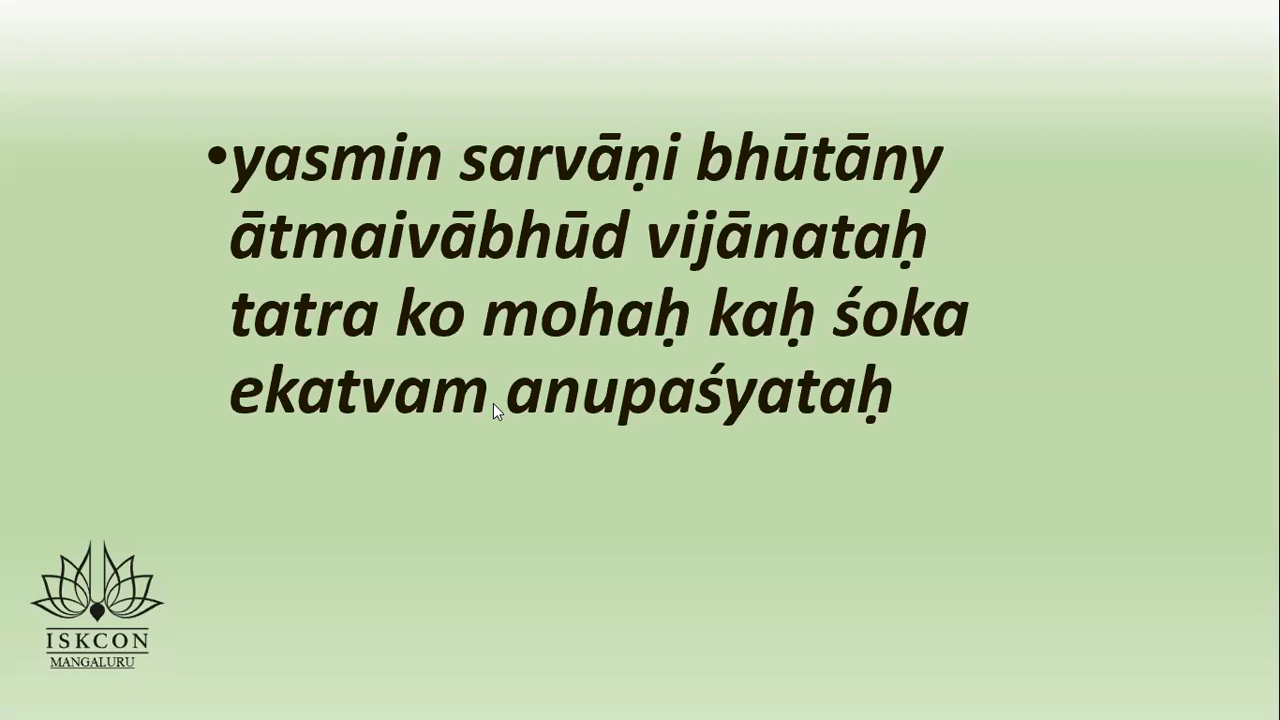 •yasmin sarvāṇi bhūtāny
ātmaivābhūd vijānataḥ
tatra ko mohaḥ kaḥ śoka
ekatvam anupaśyataḥ
ISKCON
MANGALURU